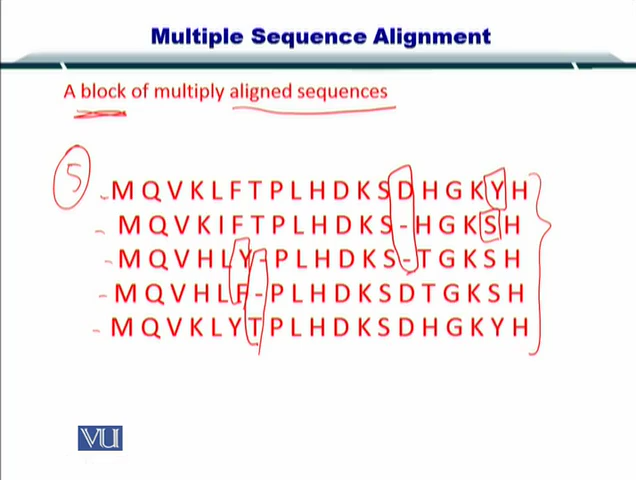 Multiple Sequence Alignment
A block of multiply aligned sequences
5
M Q V K L F T P L H D K S D H G K Y H
M Q V K I F T P L H D K S - H G K S H
M Q V H L Y - P L H D K S - T G K S H
M Q V H L F - P L H D K S D T G K S H
M Q V K L Y T P L H D K S D H G K Y H
VU